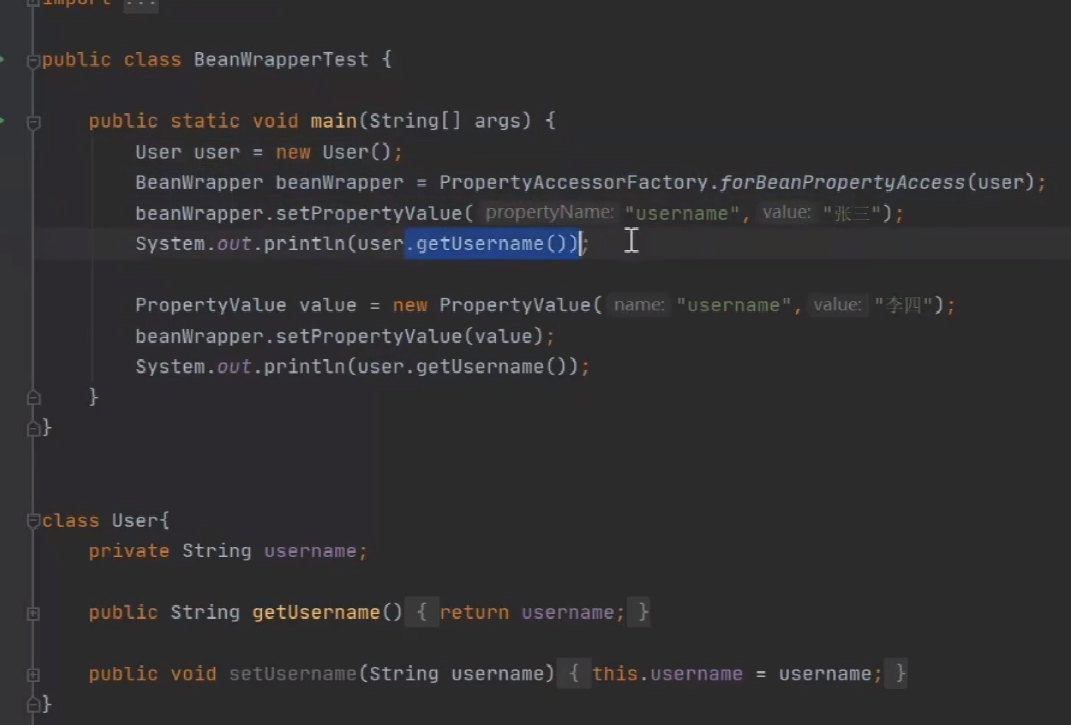 import ...
public class BeanWrapperTest {
public static void main(String[] args) {
User user = new User();
BeanWrapper beanWrapper = PropertyAccessorFactory.forBeanPropertyAccess(user);
beanWrapper.setPropertyValue( propertyName: "username", value: "张三");
System.out.println(user.getUsername());
PropertyValue value = new PropertyValue( name: "username", value: "李四");
beanWrapper.setPropertyValue(value);
System.out.println(user.getUsername());
}
}
class User{
private String username;
public String getUsername() { return username; }
public void setUsername(String username) { this.username = username; }
}